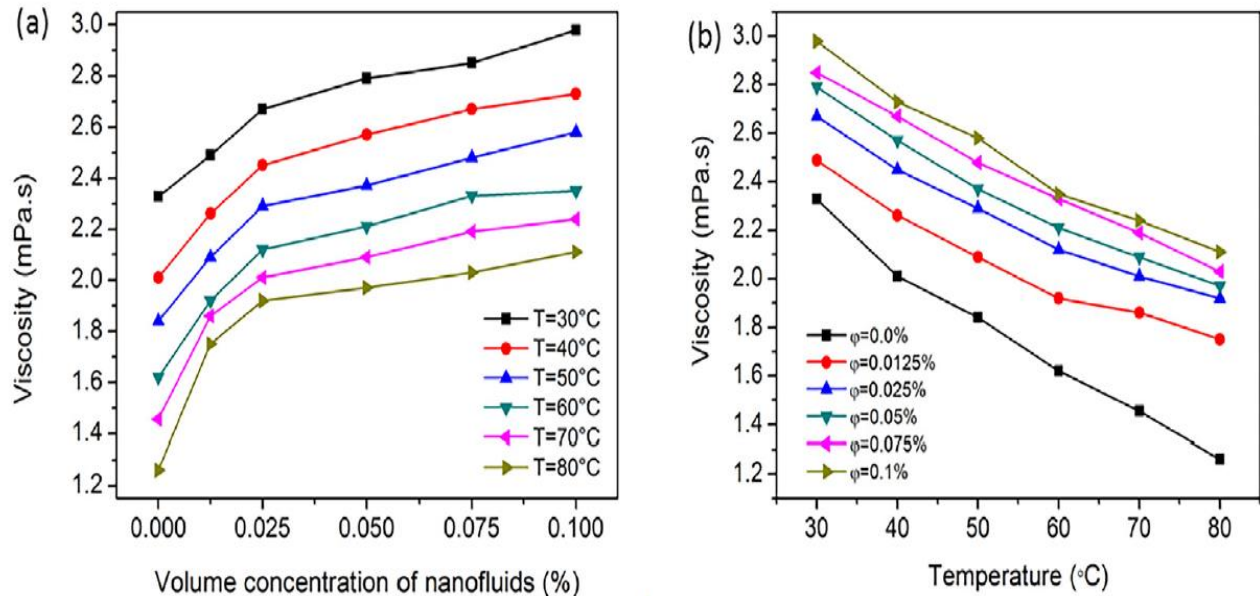 (a)
Viscosity (mPa.s)
3.0
2.8
2.6
2.4
2.2
2.0
1.8
1.6
1.4
1.2
T=30°C
T=40°C
T=50°C
T=60°C
T=70°C
T=80°C
0.000 0.025 0.050 0.075 0.100
Volume concentration of nanofluids (%)
(b)
Viscosity (mPa.s)
3.0
2.8
2.6
2.4
2.2
2.0
1.8
1.6
1.4
1.2
φ=0.0%
φ=0.0125%
φ=0.025%
φ=0.05%
φ=0.075%
φ=0.1%
30 40 50 60 70 80
Temperature (°C)